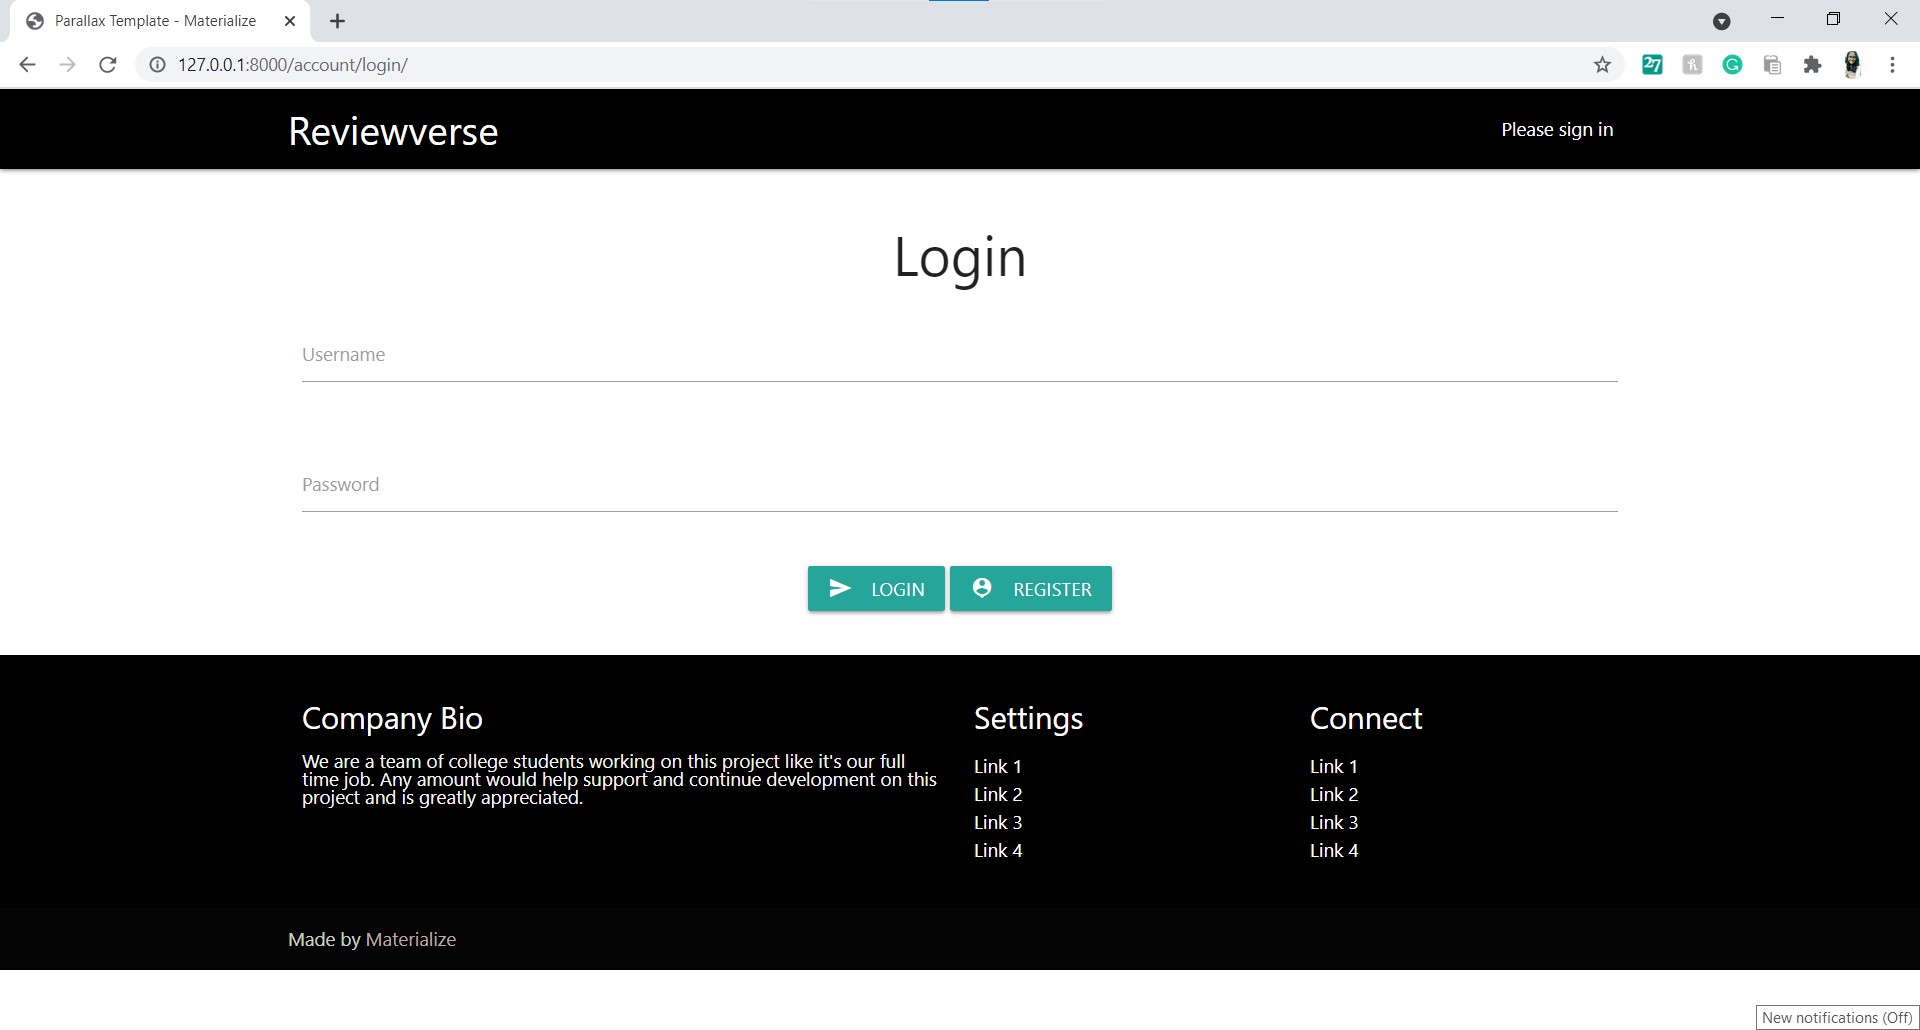 Parallax Template - Materialize
127.0.0.1:8000/account/login/
27
Reviewverse
Please sign in
Login
Username
Password
LOGIN
REGISTER
Company Bio
We are a team of college students working on this project like it's our full
time job. Any amount would help support and continue development on this
project and is greatly appreciated.
Settings
Link 1
Link 2
Link 3
Link 4
Connect
Link 1
Link 2
Link 3
Link 4
Made by Materialize
New notifications (Off)